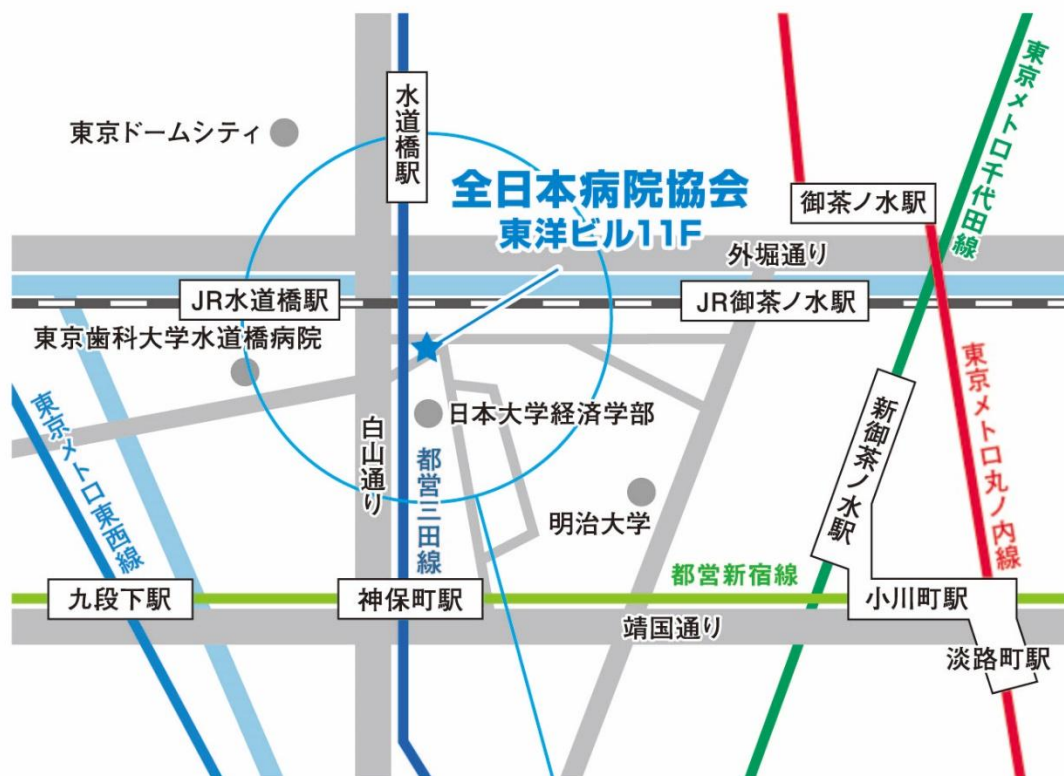 東京ドームシティ
水道橋駅
全日本病院協会
東洋ビル11F
御茶ノ水駅
東京メトロ千代田線
外堀通り
JR水道橋駅
JR御茶ノ水駅
東京歯科大学水道橋病院
東京メトロ東西線
白山通り
日本大学経済学部
都営三田線
明治大学
新御茶ノ水駅
東京メトロ丸ノ内線
都営新宿線
九段下駅
神保町駅
小川町駅
靖国通り
淡路町駅